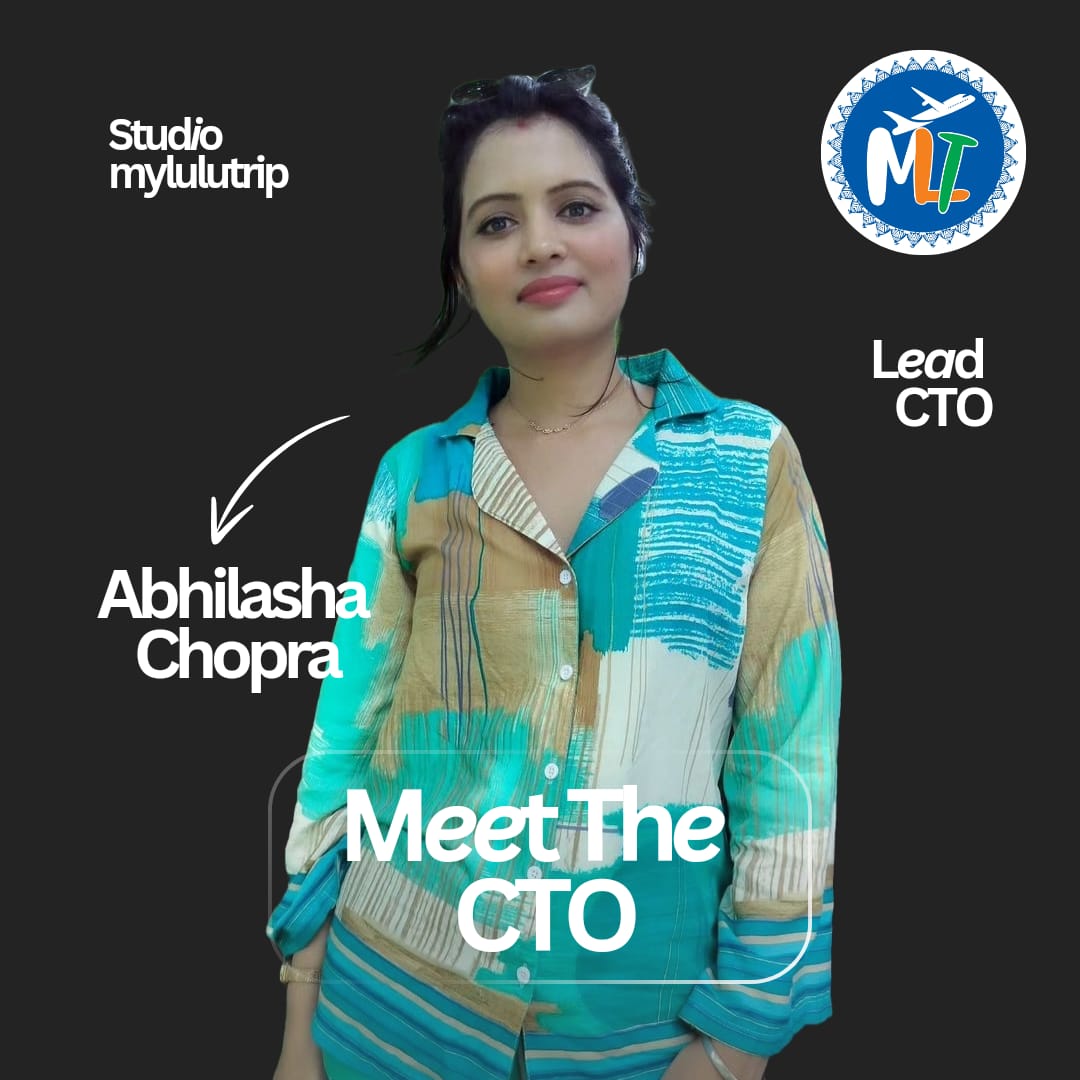 Studio
mylulutrip
MLT
Lead
CTO
Abhilasha
Chopra
Meet The
CTO